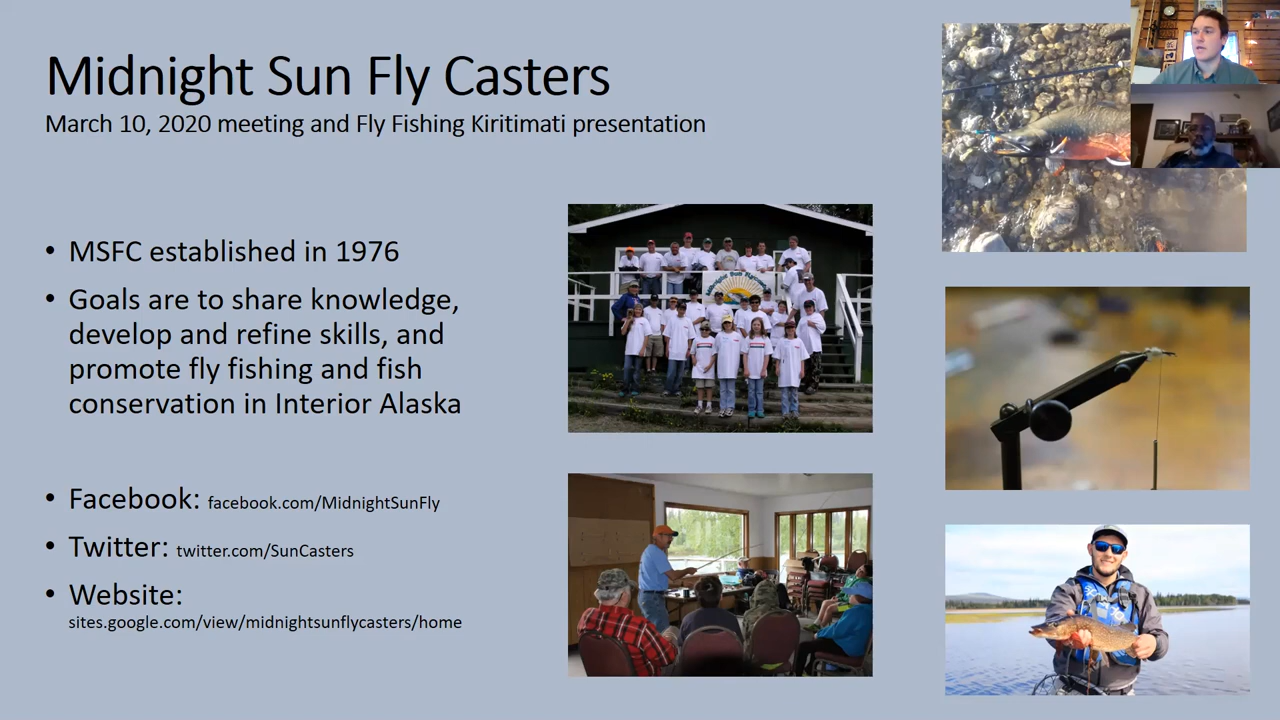 Midnight Sun Fly Casters
March 10, 2020 meeting and Fly Fishing Kiritimati presentation
• MSFC established in 1976
• Goals are to share knowledge,
develop and refine skills, and
promote fly fishing and fish
conservation in Interior Alaska
• Facebook: facebook.com/MidnightSunFly
• Twitter: twitter.com/SunCasters
• Website:
sites.google.com/view/midnightsunflycasters/home